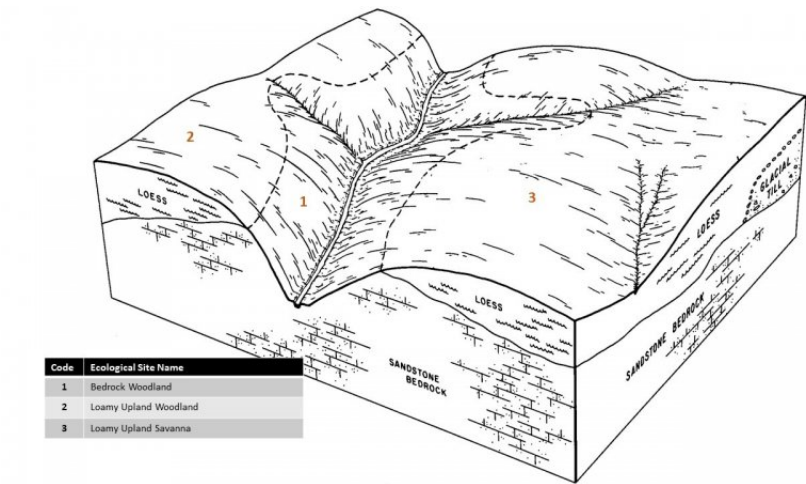 2
LOESS
1
3
GLACIAL
TILL
LOESS
LOESS
SANDSTONE BEDROCK
SANDSTONE
BEDROCK
Code Ecological Site Name
1 Bedrock Woodland
2 Loamy Upland Woodland
3 Loamy Upland Savanna